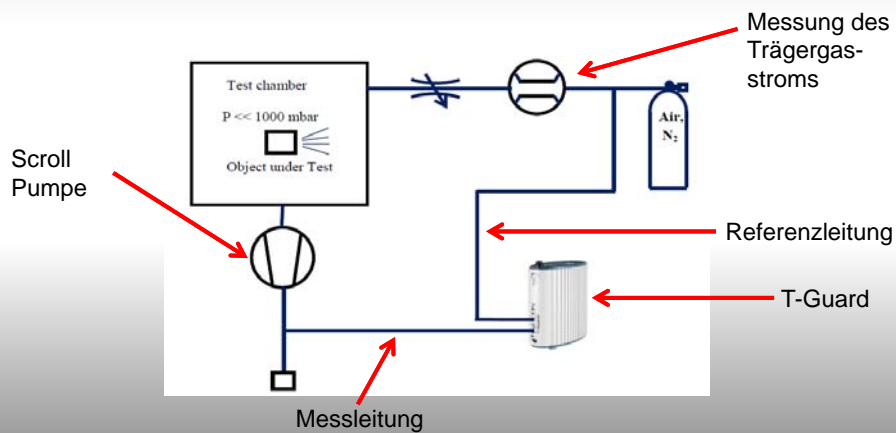 Messung des
Trägergas-
stroms
Test chamber
P << 1000 mbar
Object under Test
Air,
N₂
Scroll
Pumpe
Referenzleitung
T-Guard
Messleitung